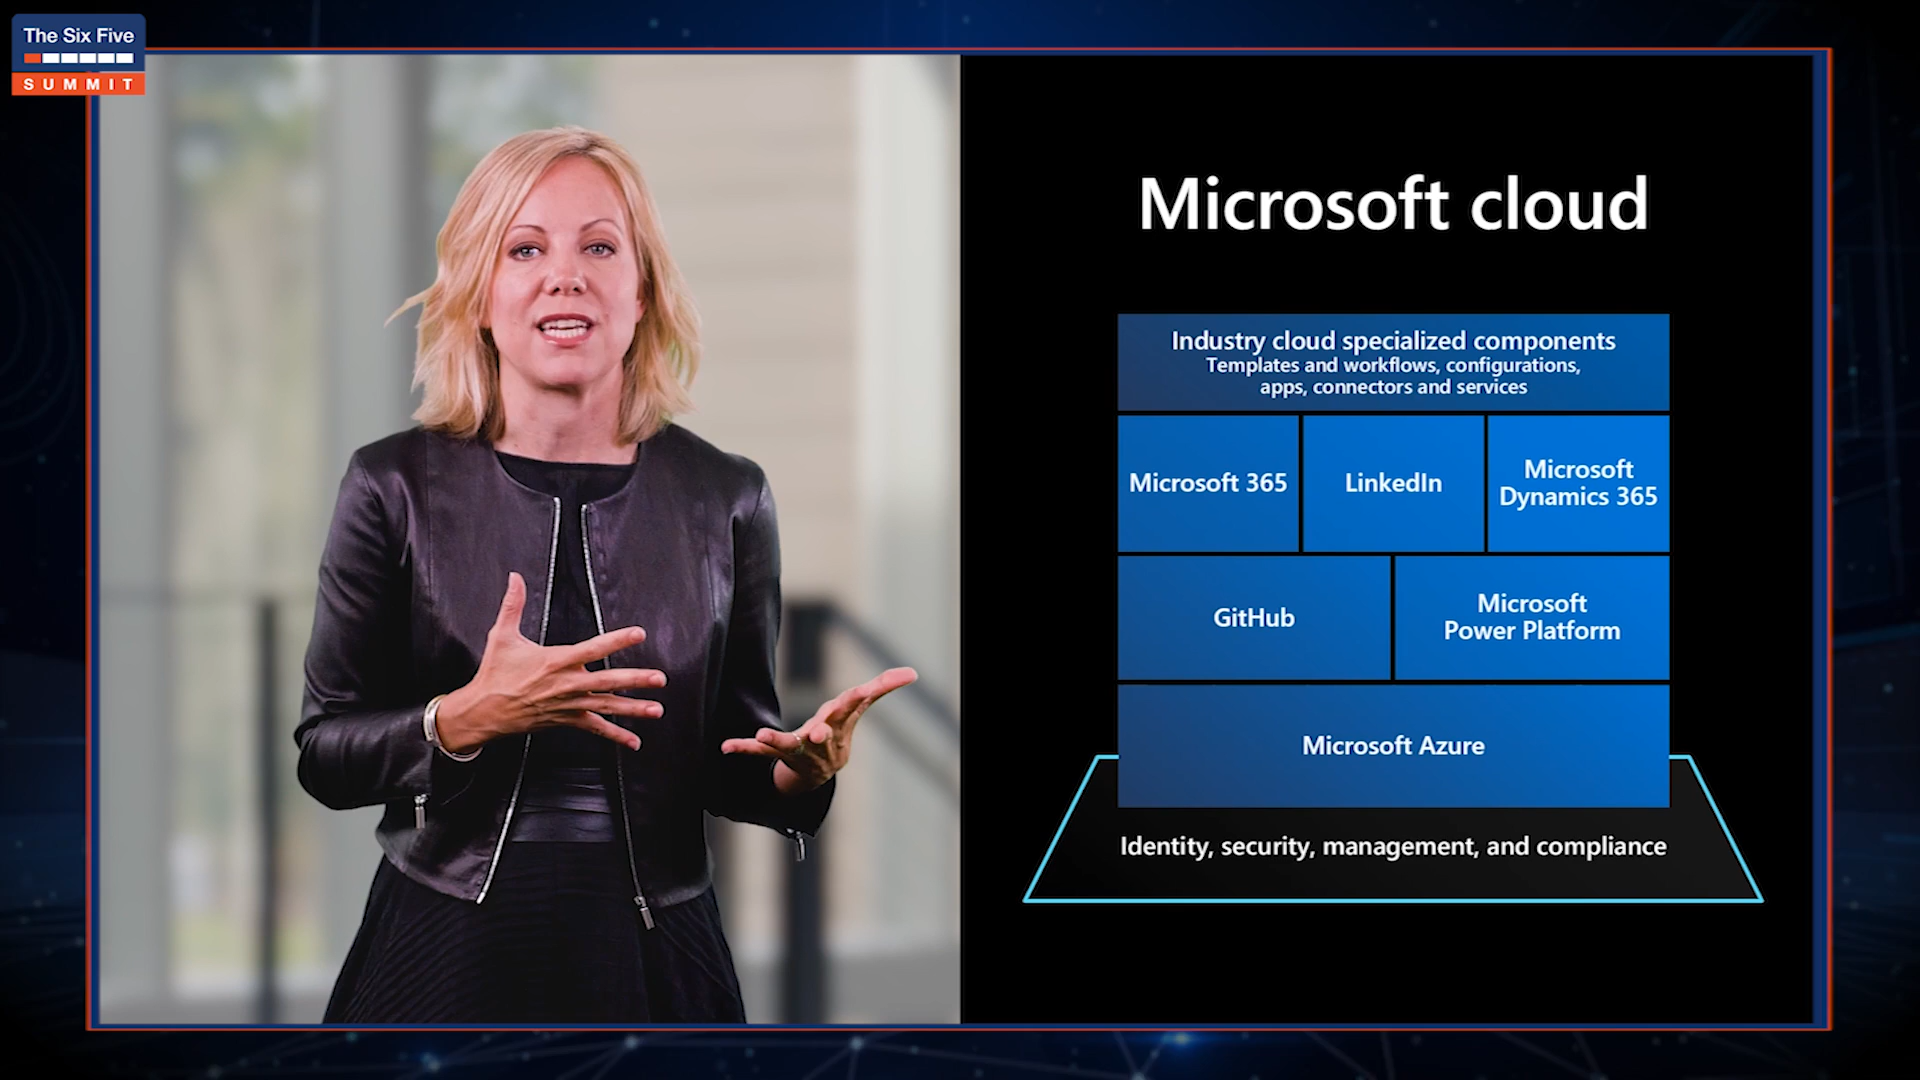 The Six Five
SUMMIT
Microsoft cloud
Industry cloud specialized components
Templates and workflows, configurations,
apps, connectors and services
Microsoft 365
LinkedIn
Microsoft
Dynamics 365
GitHub
Microsoft
Power Platform
Microsoft Azure
Identity, security, management, and compliance